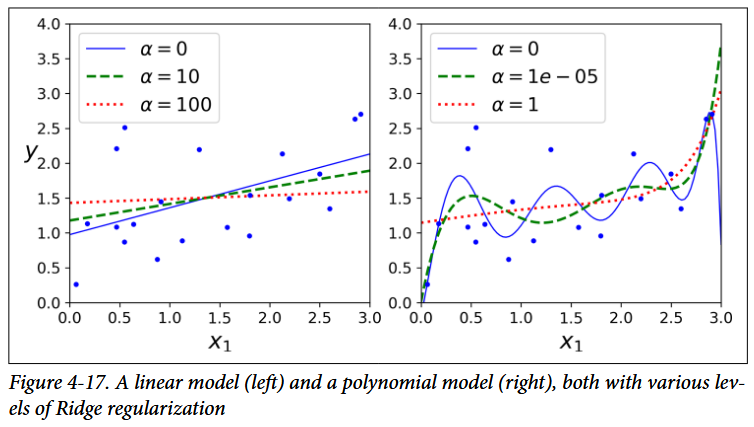 4.0
3.5
3.0
2.5
2.0
1.5
1.0
0.5
0.0
y
α = 0
α = 10
α = 100
0.0 0.5 1.0 1.5 2.0 2.5 3.0
x₁
4.0
3.5
3.0
2.5
2.0
1.5
1.0
0.5
0.0
α = 0
α = 1e − 05
α = 1
0.0 0.5 1.0 1.5 2.0 2.5 3.0
x₁
Figure 4-17. A linear model (left) and a polynomial model (right), both with various lev-
els of Ridge regularization